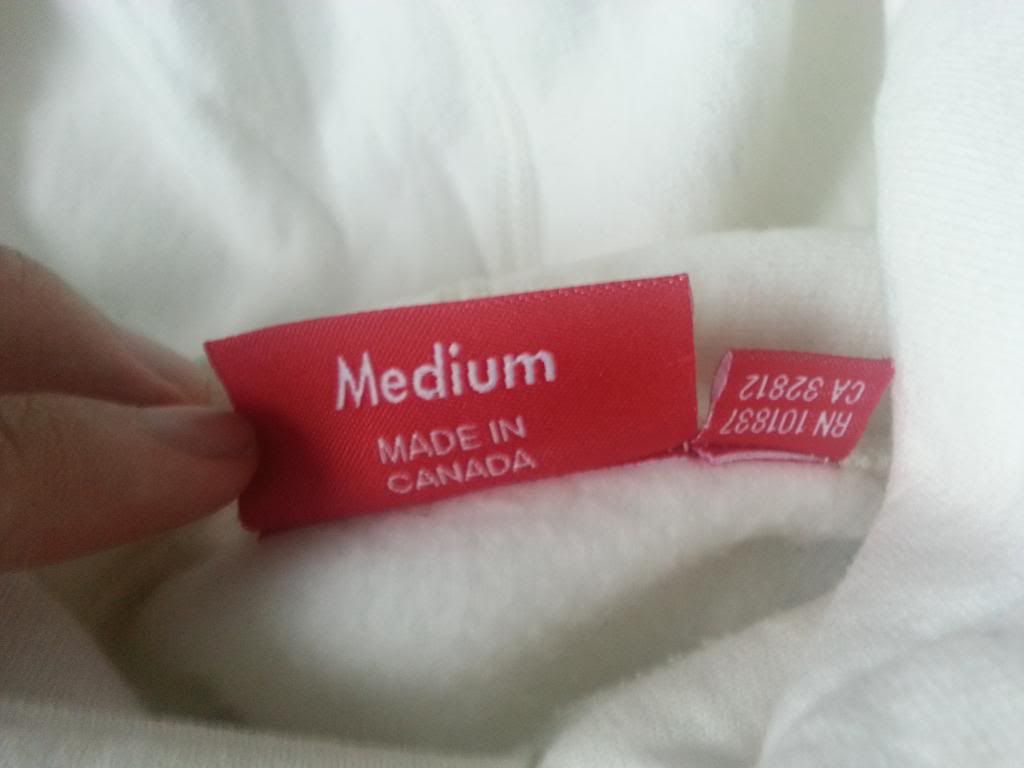 Medium
MADE IN
CANADA
RN 101837
CA 32812